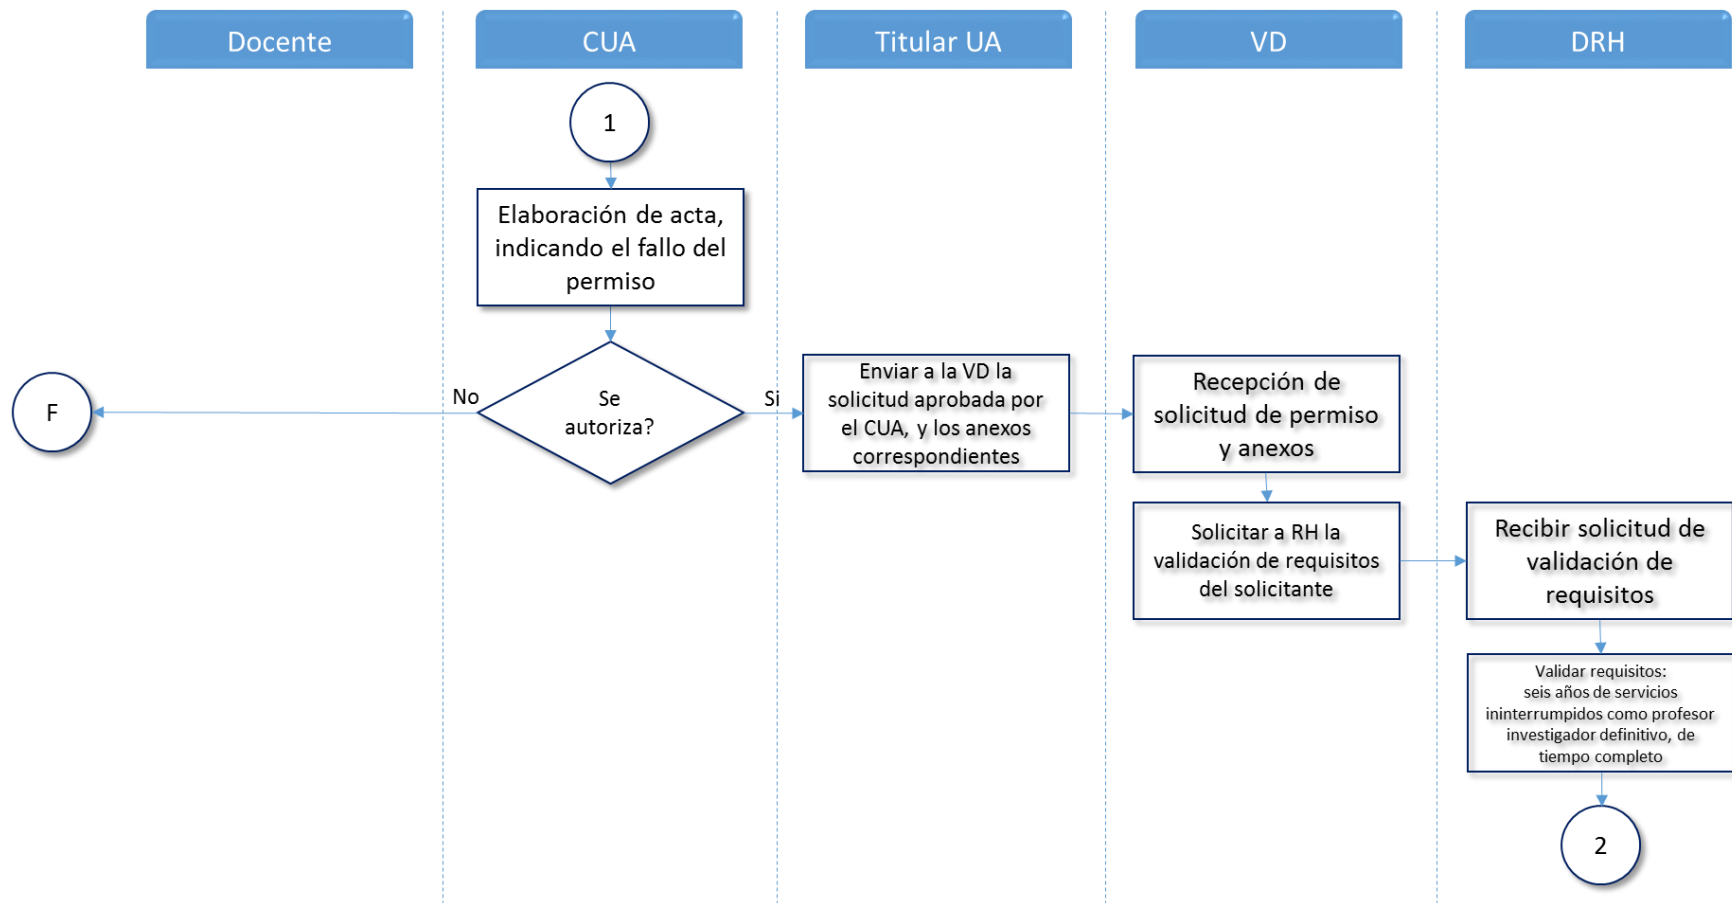 Docente
CUA
Titular UA
VD
DRH
1
Elaboración de acta,
indicando el fallo del
permiso
Se
autoriza?
No
F
Si
Enviar a la VD la
solicitud aprobada por
el CUA, y los anexos
correspondientes
Recepción de
solicitud de permiso
y anexos
Solicitar a RH la
validación de requisitos
del solicitante
Recibir solicitud de
validación de
requisitos
Validar requisitos:
seis años de servicios
ininterrumpidos como profesor
investigador definitivo, de
tiempo completo
2